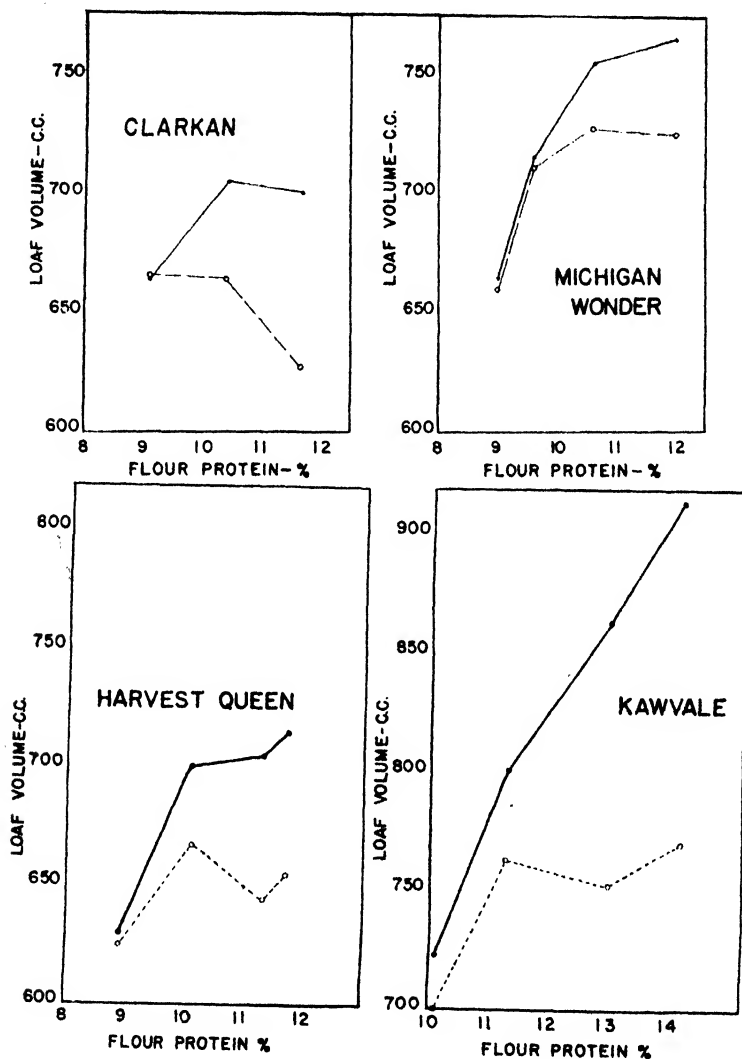 750
700
650
600
LOAF VOLUME-C.C.
CLARKAN
8 9 10 11 12
FLOUR PROTEIN-%
750
700
650
600
LOAF VOLUME-C.C.
MICHIGAN
WONDER
8 9 10 11 12
FLOUR PROTEIN-%
800
750
700
650
600
LOAF VOLUME-C.C.
HARVEST QUEEN
8 9 10 11 12
FLOUR PROTEIN %
900
850
800
750
700
LOAF VOLUME-C.C.
KAWVALE
10 11 12 13 14
FLOUR PROTEIN %